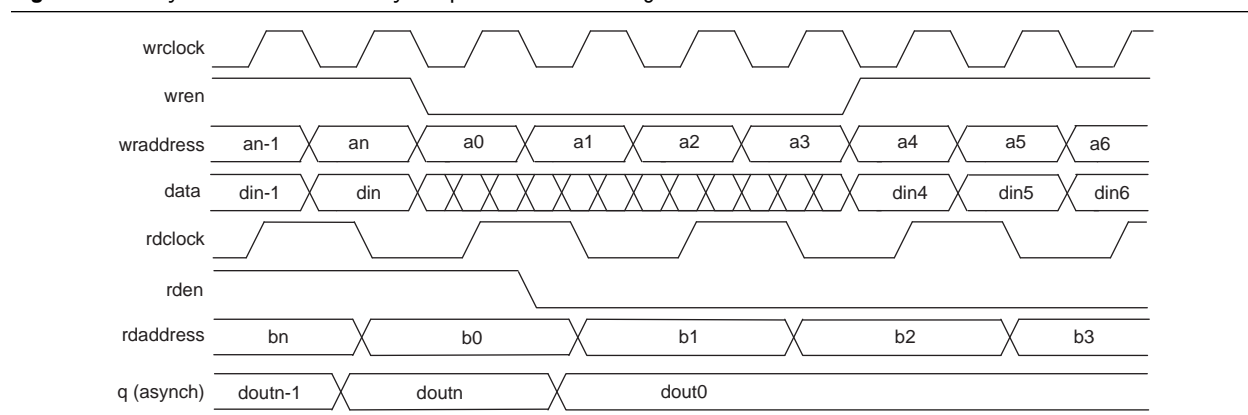 wrclock
wren
wraddress an-1 an a0 a1 a2 a3 a4 a5 a6
data din-1 din din4 din5 din6
rdclock
rden
rdaddress bn b0 b1 b2 b3
q (asynch) doutn-1 doutn dout0